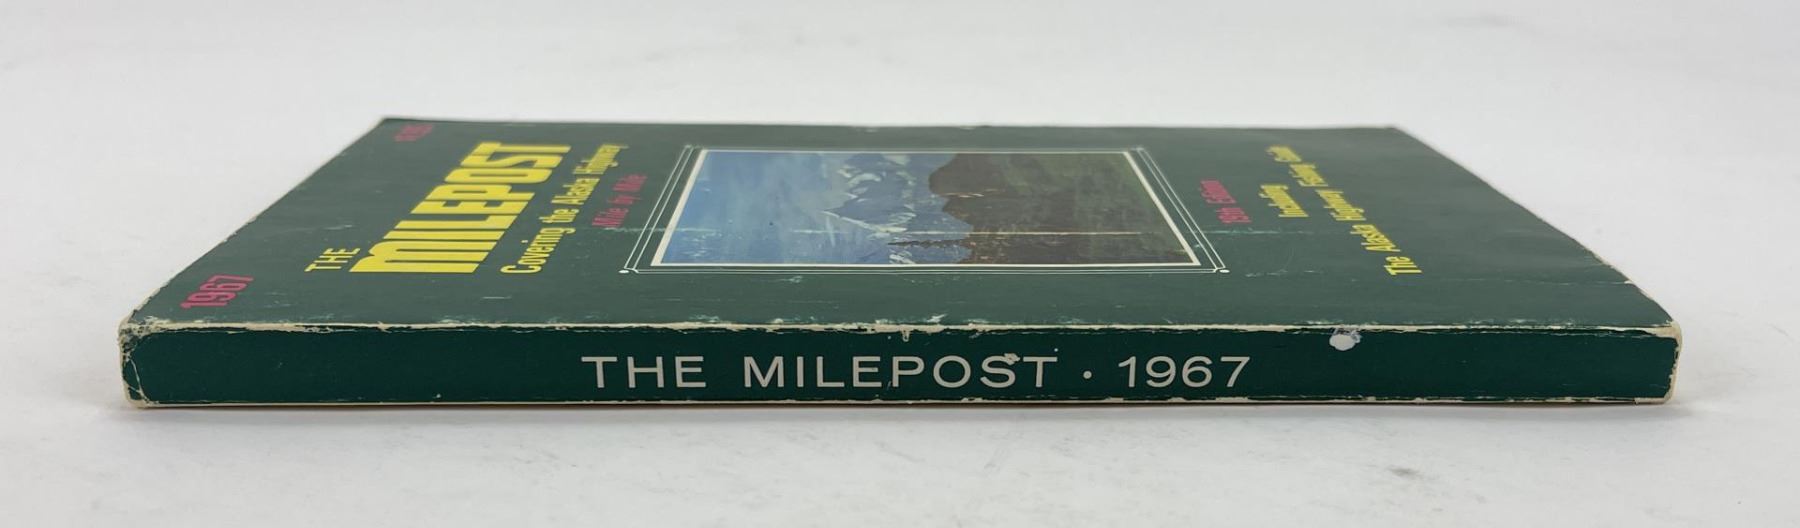 1967
THE
MILEPOST
Covering the Alaska Highway
Mile by Mile
19th Edition
Including
The Alaska Highway Fishing Guide
THE MILEPOST · 1967